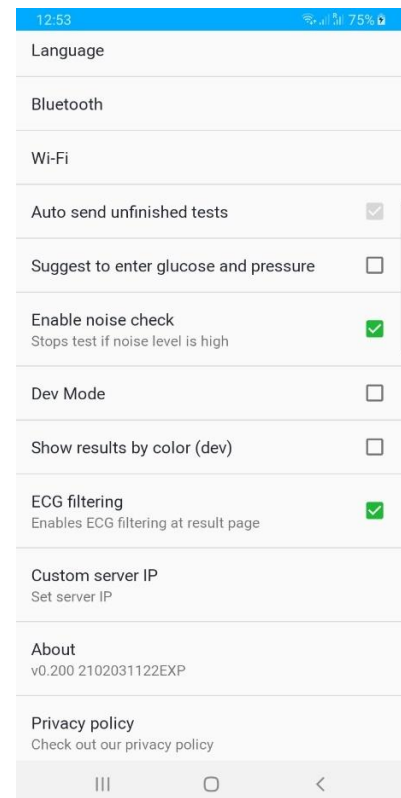 12:53 75%
Language
Bluetooth
Wi-Fi
Auto send unfinished tests
Suggest to enter glucose and pressure
Enable noise check
Stops test if noise level is high
Dev Mode
Show results by color (dev)
ECG filtering
Enables ECG filtering at result page
Custom server IP
Set server IP
About
v0.200 2102031122EXP
Privacy policy
Check out our privacy policy